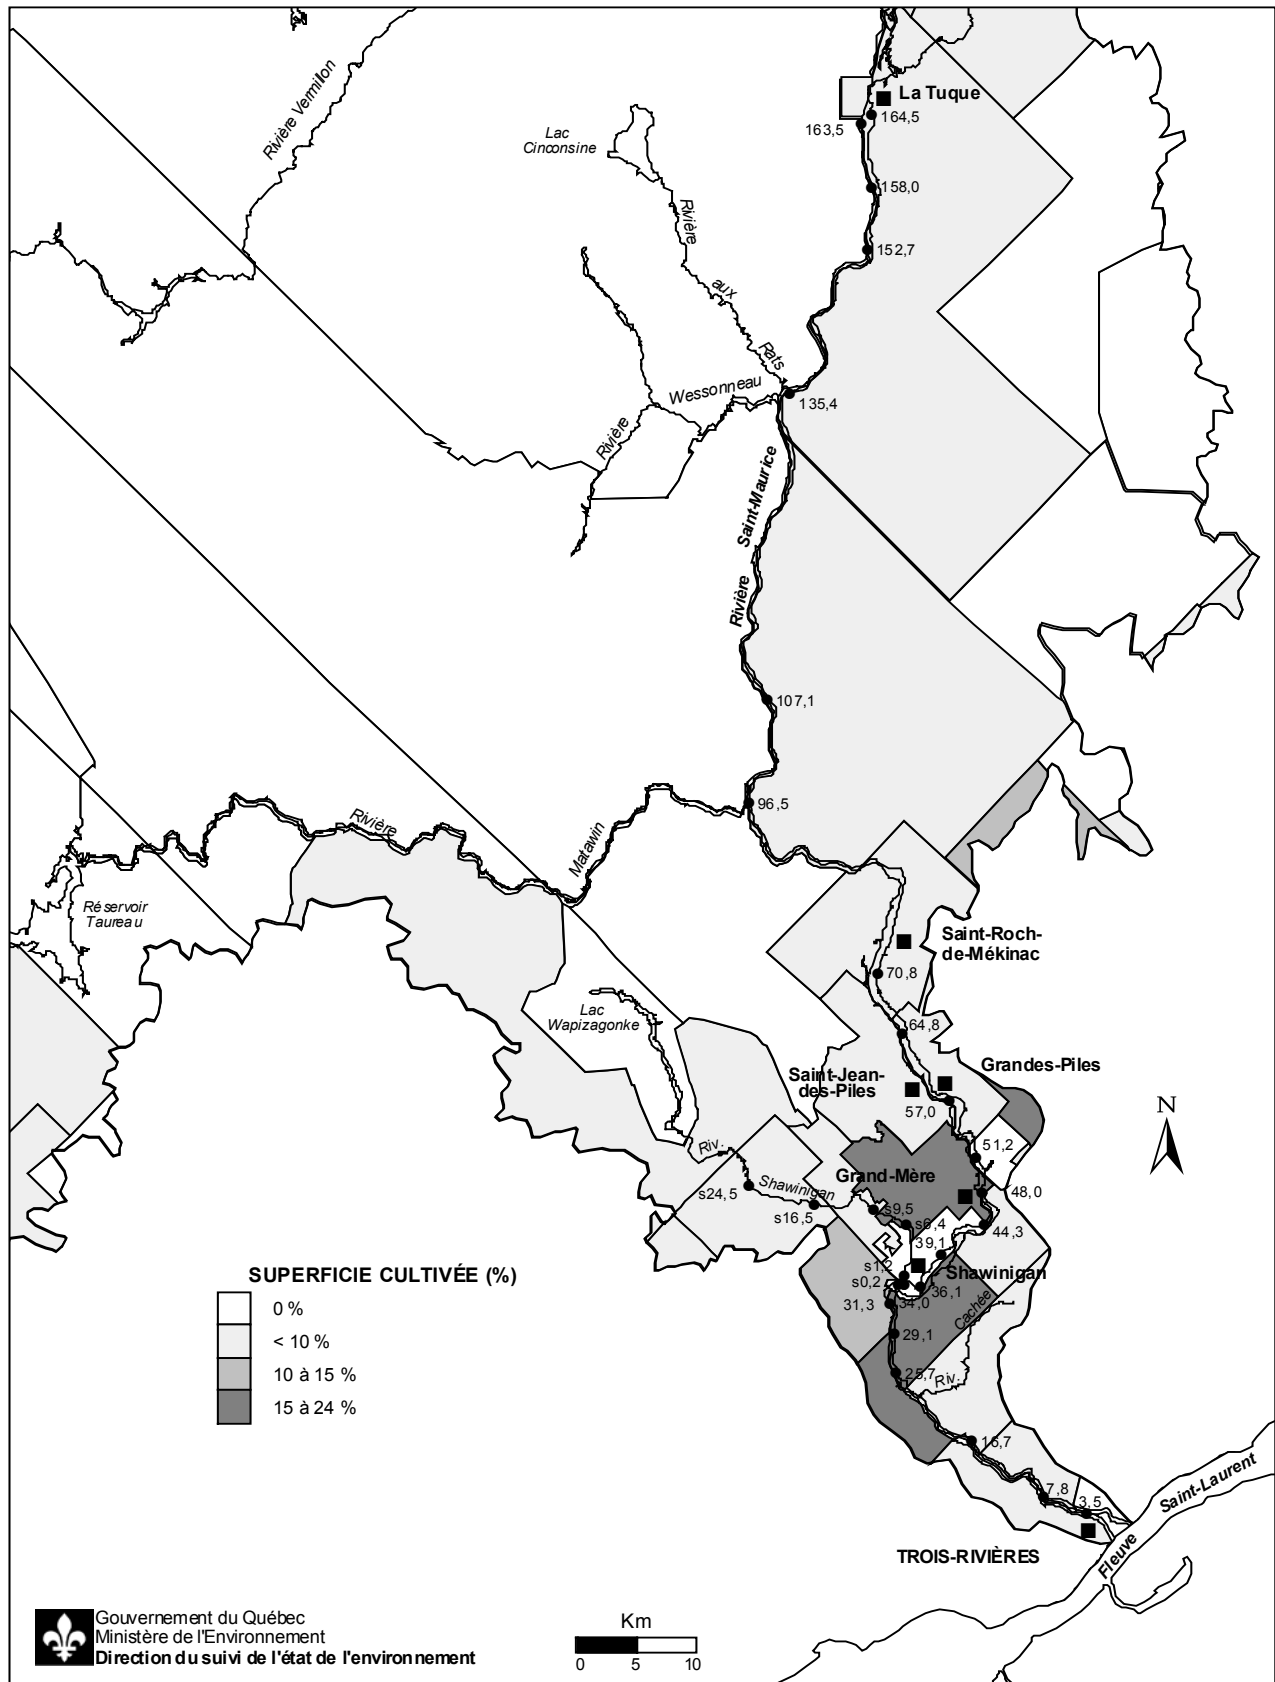 La Tuque
164,5
163,5
158,0
152,7
135,4
Rivière Vermillon
Lac
Cinconsine
Rivière
aux
Rats
Wessonneau
Rivière
Rivière Saint-Maurice
107,1
96,5
Rivière
Matawin
Réservoir
Taureau
Lac
Wapizagonke
Saint-Roch-
de-Mékinac
70,8
64,8
Grandes-Piles
Saint-Jean-
des-Piles
57,0
51,2
N
Riv.
Shawinigan
Grand-Mère
48,0
s24,5
s16,5
s9,5
s6,4
44,3
39,1
s1,2
Shawinigan
s0,2
36,1
31,3
34,0
Cachée
29,1
25,7
Riv.
16,7
7,8
3,5
TROIS-RIVIÈRES
Fleuve
Saint-Laurent
SUPERFICIE CULTIVÉE (%)
0 %
< 10 %
10 à 15 %
15 à 24 %
Gouvernement du Québec
Ministère de l'Environnement
Direction du suivi de l'état de l'environnement
Km
0 5 10